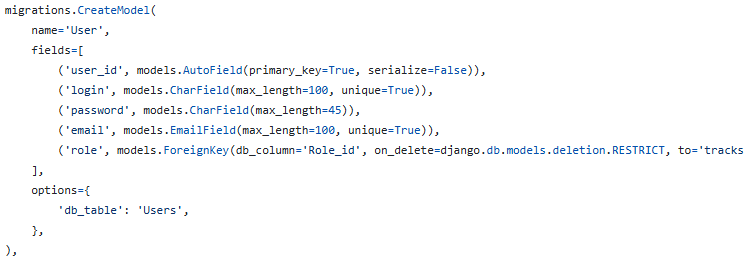 migrations.CreateModel(
    name='User',
    fields=[
        ('user_id', models.AutoField(primary_key=True, serialize=False)),
        ('login', models.CharField(max_length=100, unique=True)),
        ('password', models.CharField(max_length=45)),
        ('email', models.EmailField(max_length=100, unique=True)),
        ('role', models.ForeignKey(db_column='Role_id', on_delete=django.db.models.deletion.RESTRICT, to='tracks
    ],
    options={
        'db_table': 'Users',
    },
),